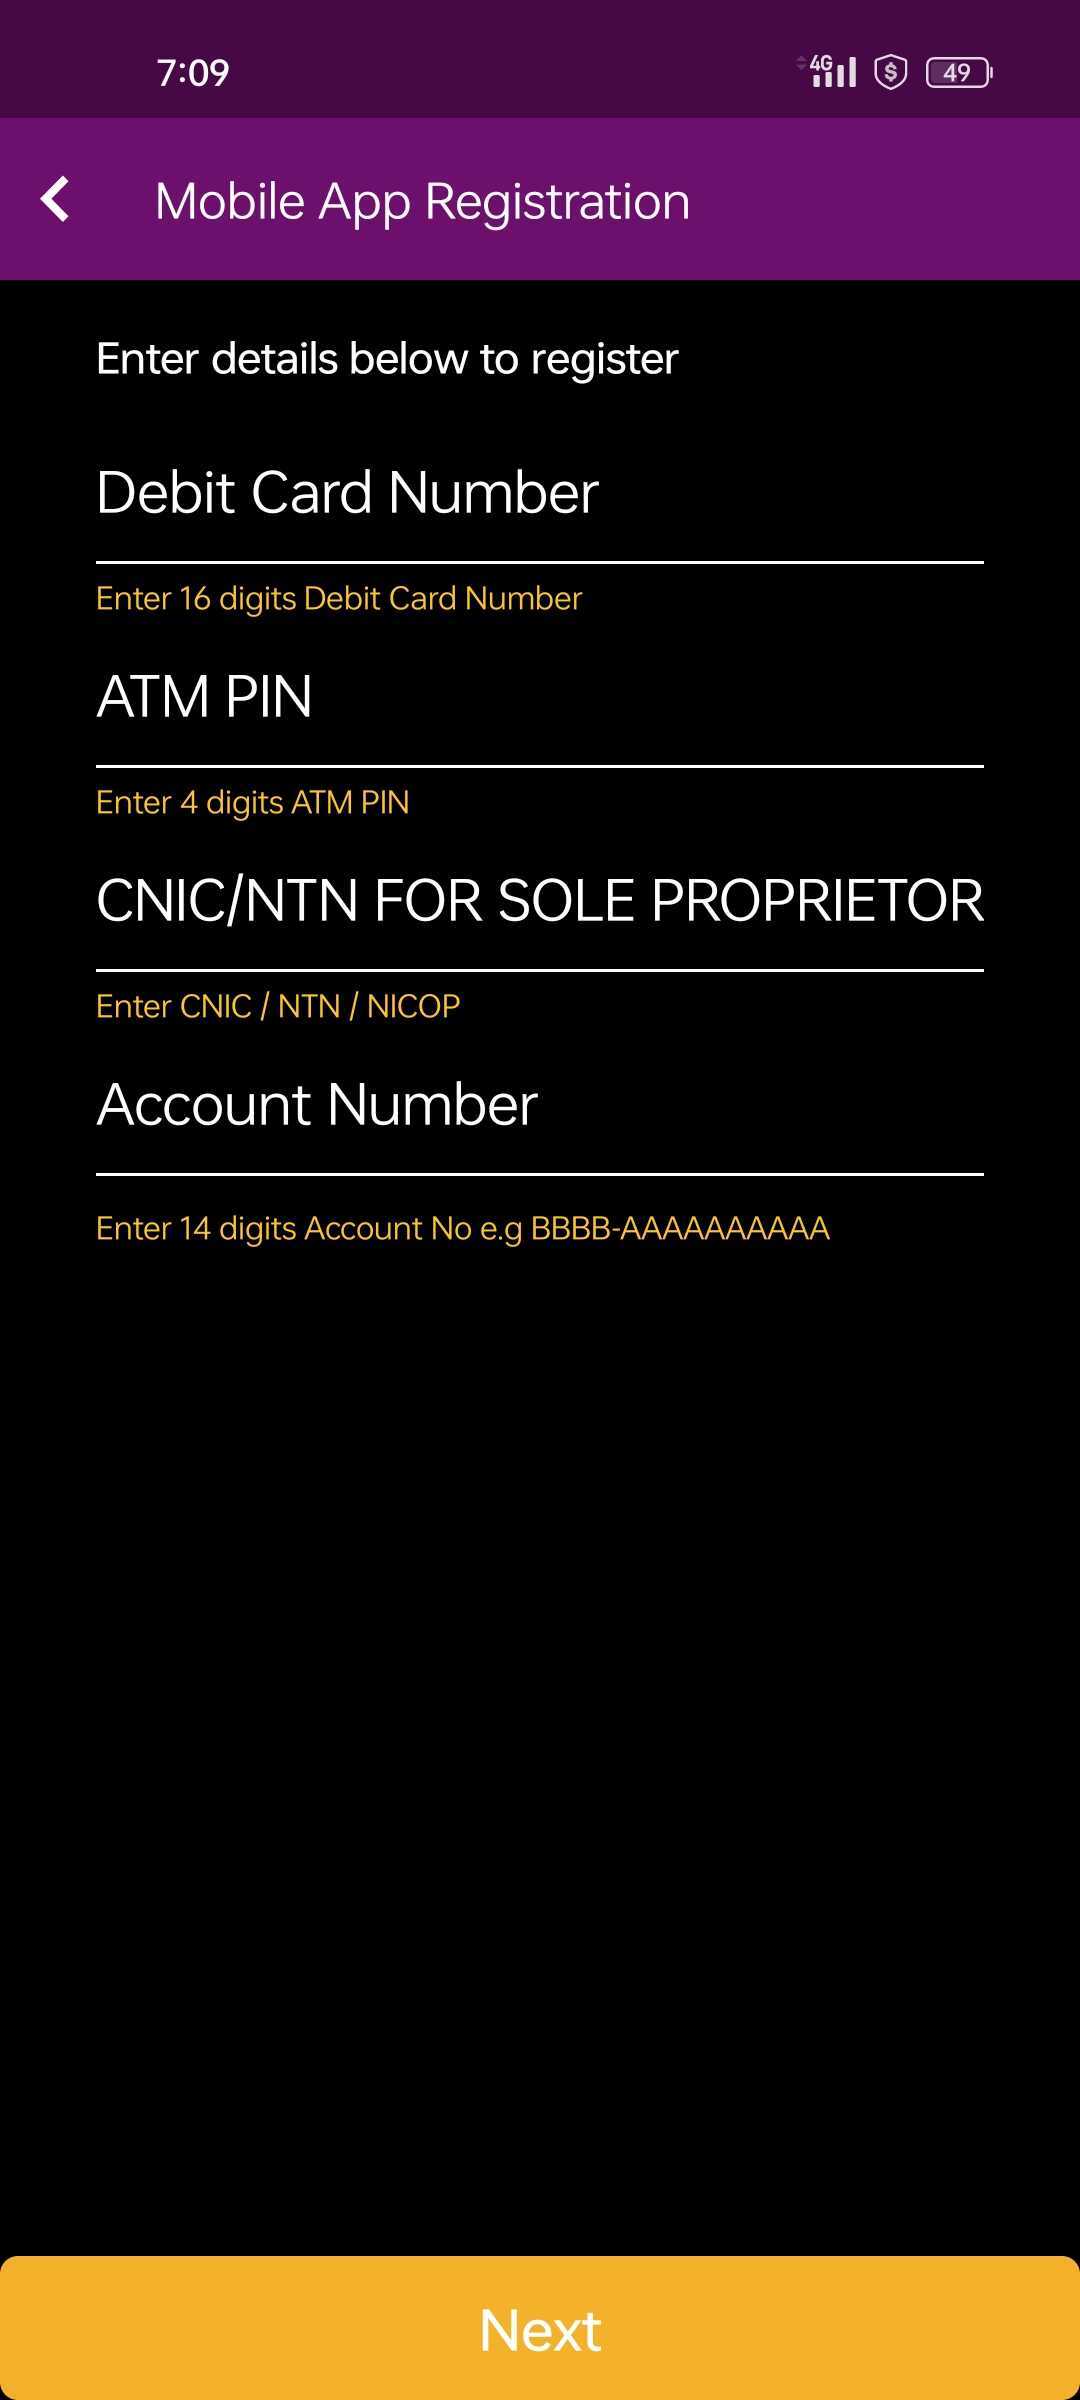 7:09
4G
$
49
Mobile App Registration
Enter details below to register
Debit Card Number
Enter 16 digits Debit Card Number
ATM PIN
Enter 4 digits ATM PIN
CNIC/NTN FOR SOLE PROPRIETOR
Enter CNIC / NTN / NICOP
Account Number
Enter 14 digits Account No e.g BBBB-AAAAAAAAAA
Next